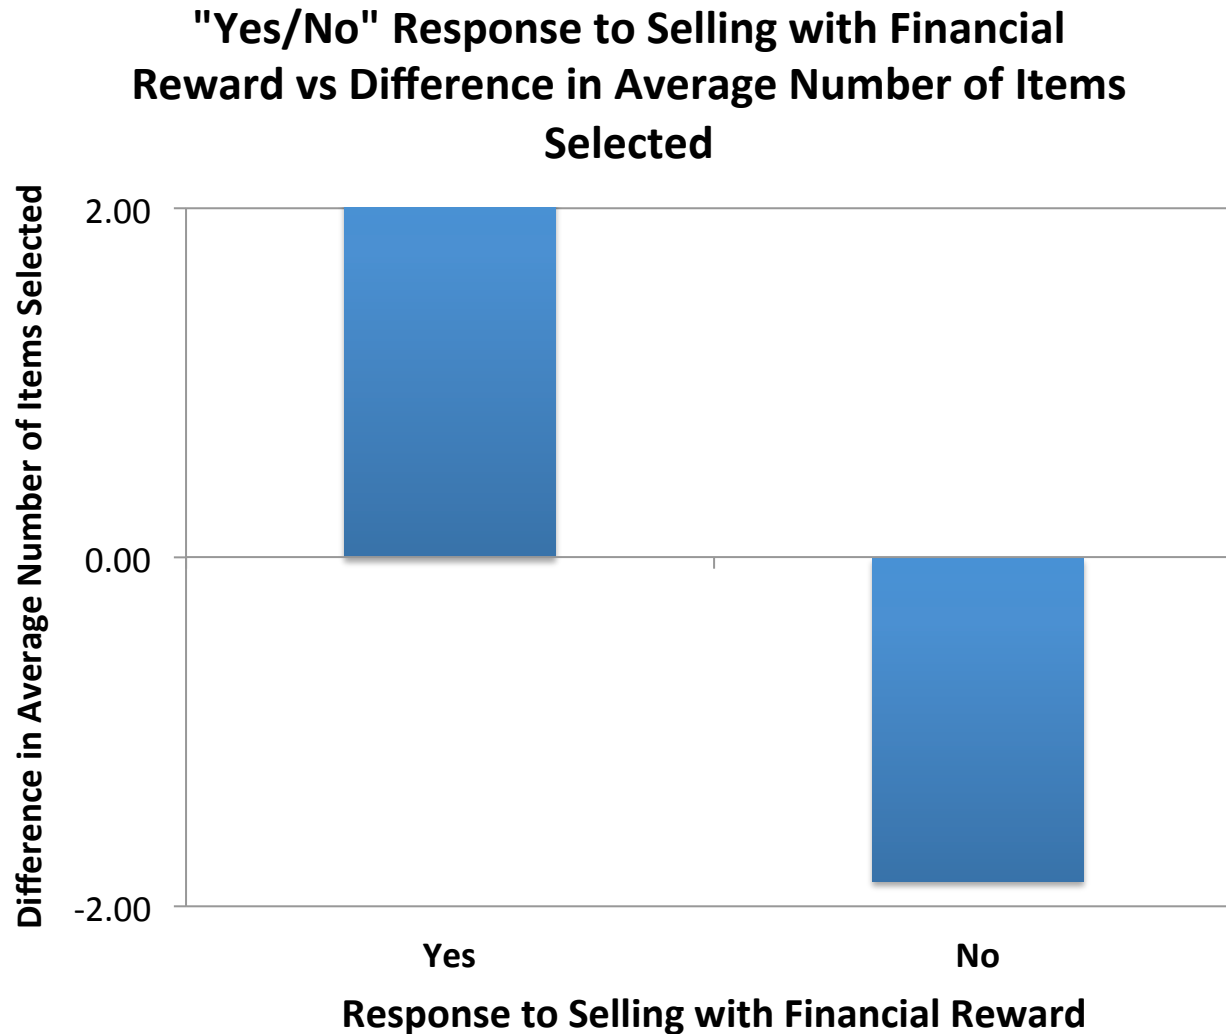 "Yes/No" Response to Selling with Financial
Reward vs Difference in Average Number of Items
Selected
Difference in Average Number of Items Selected
2.00
0.00
-2.00
Yes
No
Response to Selling with Financial Reward